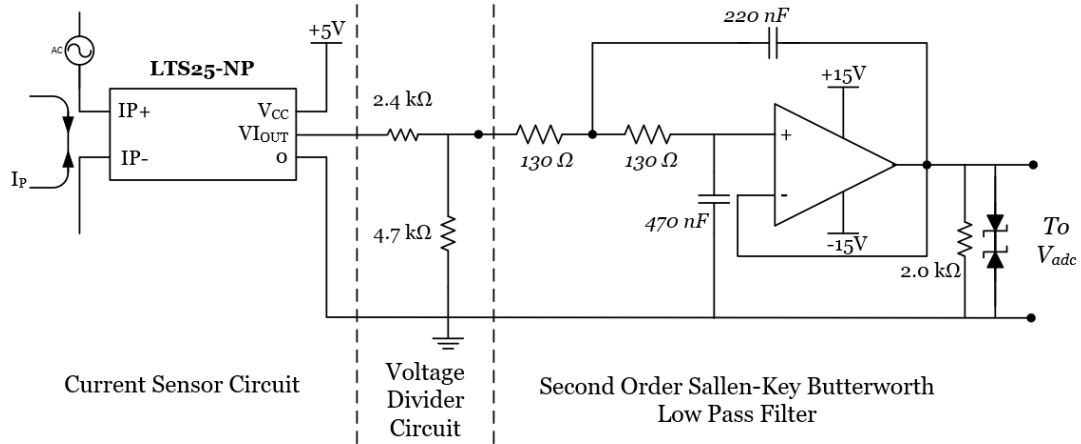 220 nF
+5V
AC
LTS25-NP
+15V
IP+
VCC
2.4 kΩ
VIOUT
+
IP-
0
130 Ω
130 Ω
IP
-
4.7 kΩ
470 nF
-15V
2.0 kΩ
To
Vadc
Current Sensor Circuit
Voltage
Divider
Circuit
Second Order Sallen-Key Butterworth
Low Pass Filter